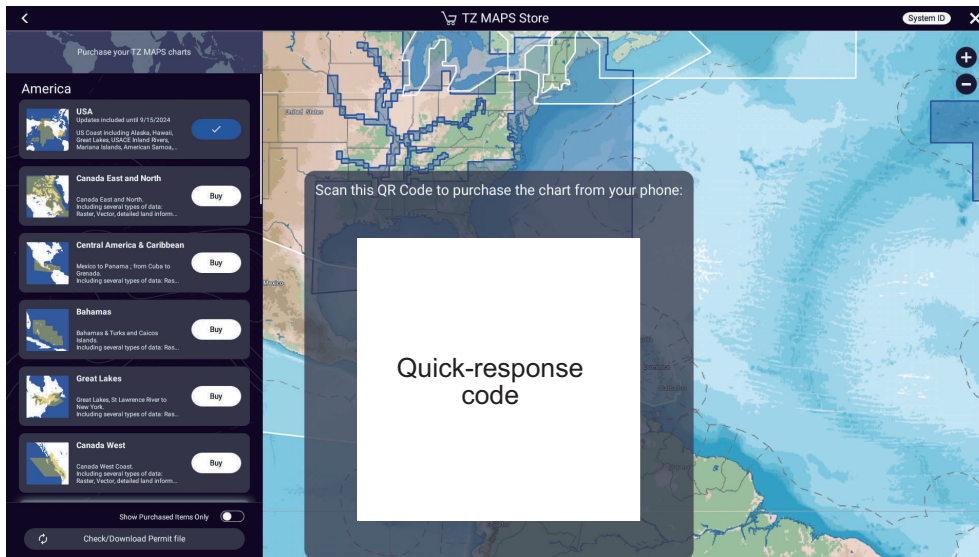 TZ MAPS Store
System ID
Purchase your TZ MAPS charts
America
USA
Updates included until 9/15/2024
US Coast including Alaska, Hawaii,
Great Lakes, USACE Inland Rivers,
Mariana Islands, American Samoa,...
Canada East and North
Canada East and North.
Including several types of data:
Raster, Vector, detailed land inform...
Buy
Central America & Caribbean
Mexico to Panama ; from Cuba to
Grenada.
Including several types of data: Ras...
Buy
Bahamas
Bahamas & Turks and Caicos
Islands.
Including several types of data: Ras...
Buy
Great Lakes
Great Lakes, St Lawrence River to
New York.
Including several types of data: Ras...
Buy
Canada West
Canada West Coast.
Including several types of data:
Raster, Vector, detailed land inform...
Buy
Show Purchased Items Only
Check/Download Permit file
United States
Mexico
Scan this QR Code to purchase the chart from your phone:
Quick-response
code